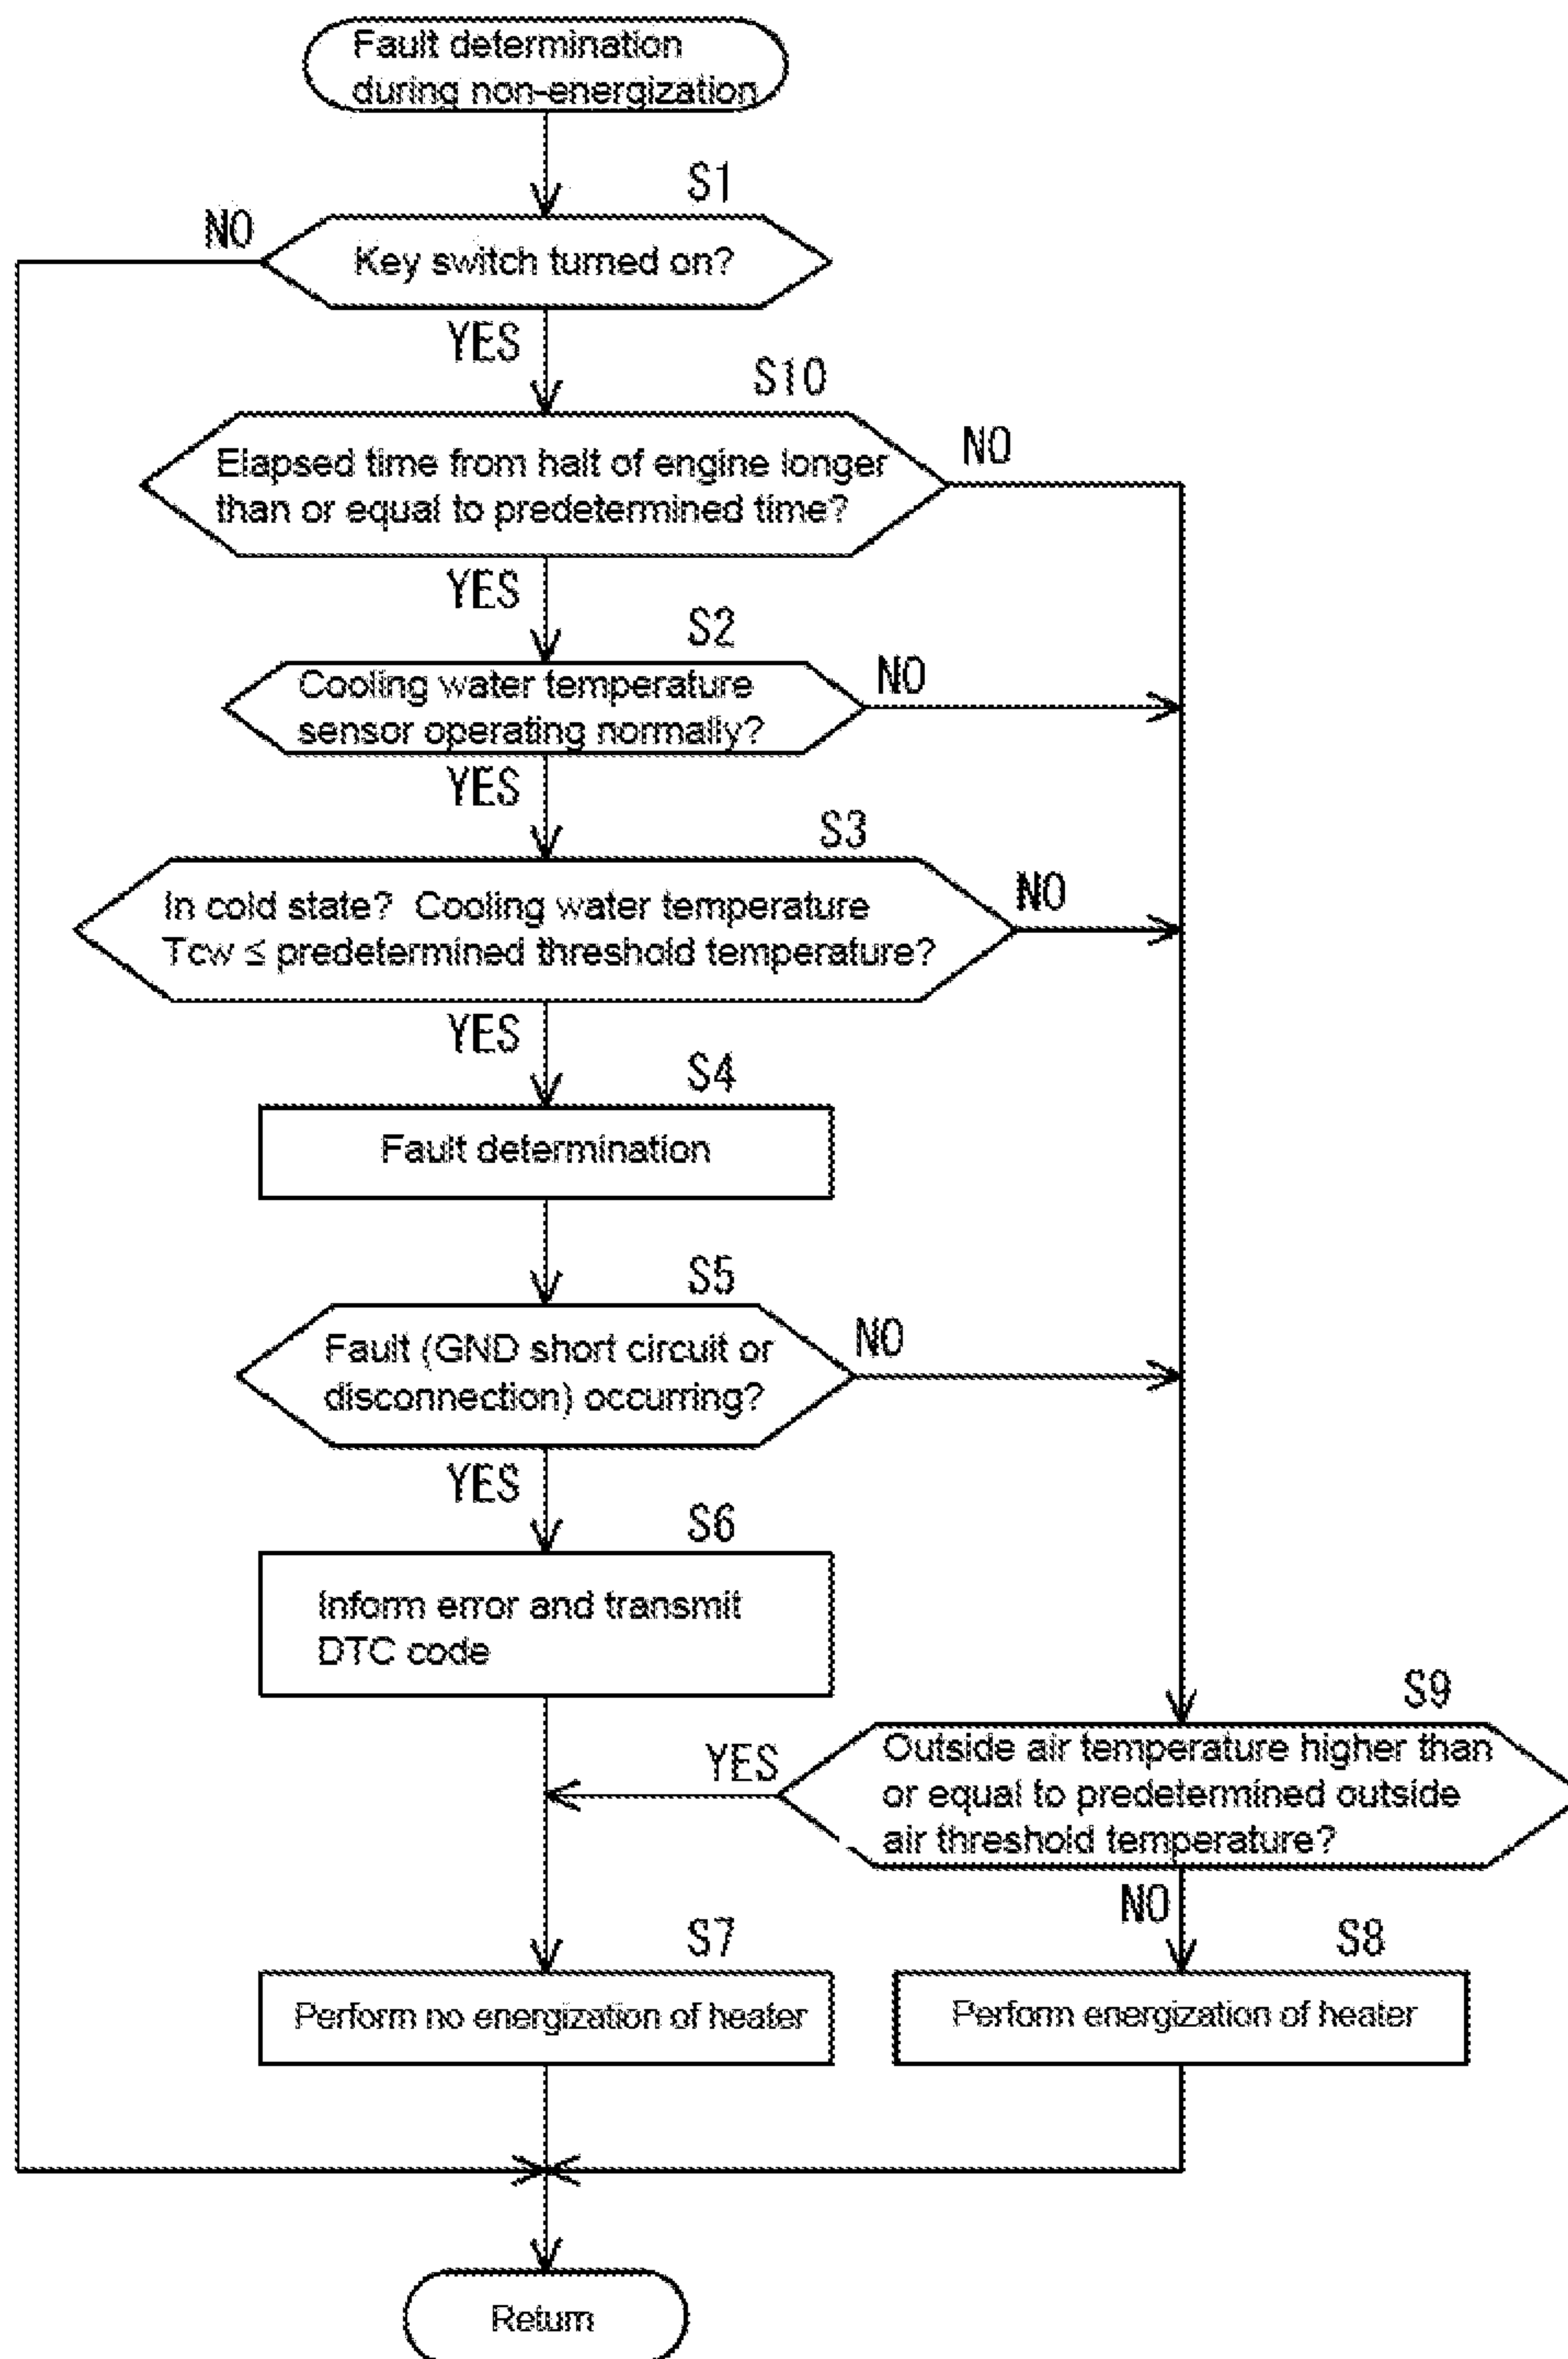 Fault determination
during non-energization
S1
NO
Key switch turned on?
YES
S10
NO
Elapsed time from halt of engine longer
than or equal to predetermined time?
YES
S2
NO
Cooling water temperature
sensor operating normally?
YES
S3
NO
In cold state? Cooling water temperature
Tcw ≤ predetermined threshold temperature?
YES
S4
Fault determination
S5
NO
Fault (GND short circuit or
disconnection) occurring?
YES
S6
Inform error and transmit
DTC code
S9
YES
Outside air temperature higher than
or equal to predetermined outside
air threshold temperature?
NO
S7
Perform no energization of heater
S8
Perform energization of heater
Return